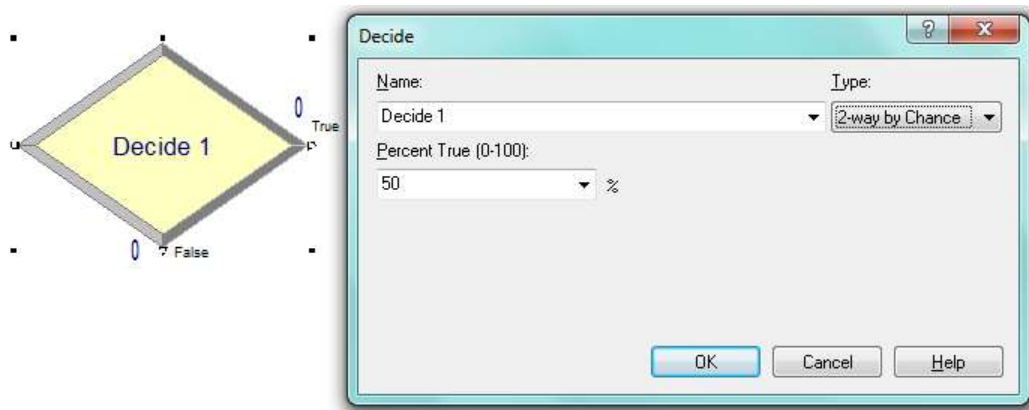 Decide 1
0
True
0
False
Decide
Name:
Type:
Decide 1
2-way by Chance
Percent True (0-100):
50
%
OK
Cancel
Help